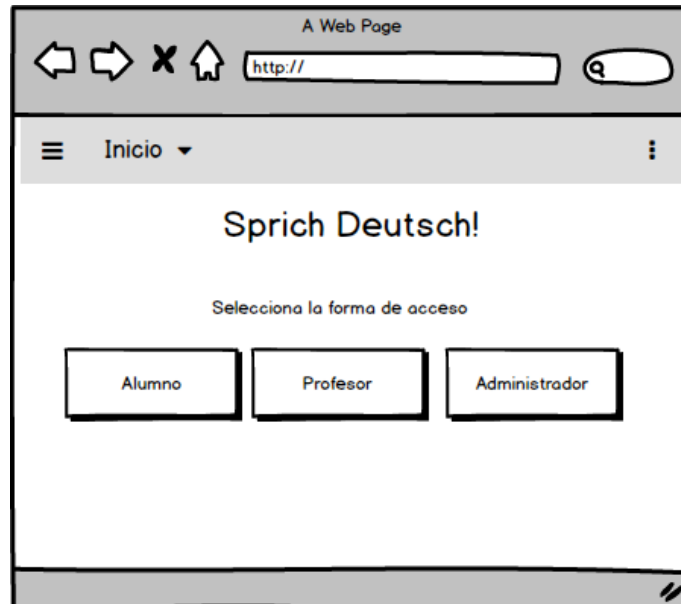 A Web Page
http://
Inicio
Sprich Deutsch!
Selecciona la forma de acceso
Alumno Profesor Administrador